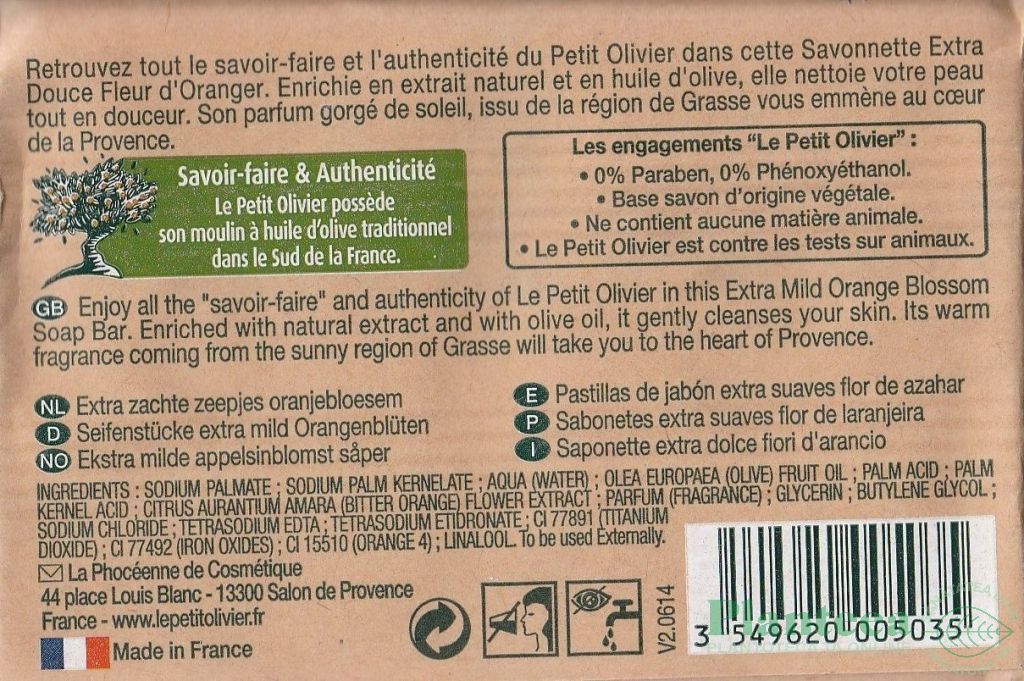 Retrouvez tout le savoir-faire et l'authenticité du Petit Olivier dans cette Savonnette Extra
Douce Fleur d'Oranger. Enrichie en extrait naturel et en huile d'olive, elle nettoie votre peau
tout en douceur. Son parfum gorgé de soleil, issu de la région de Grasse vous emmène au cœur
de la Provence.
Savoir-faire & Authenticité
Le Petit Olivier possède
son moulin à huile d'olive traditionnel
dans le Sud de la France.
Les engagements "Le Petit Olivier" :
• 0% Paraben, 0% Phénoxyéthanol.
• Base savon d'origine végétale.
• Ne contient aucune matière animale.
• Le Petit Olivier est contre les tests sur animaux.
GB Enjoy all the "savoir-faire" and authenticity of Le Petit Olivier in this Extra Mild Orange Blossom
Soap Bar. Enriched with natural extract and with olive oil, it gently cleanses your skin. Its warm
fragrance coming from the sunny region of Grasse will take you to the heart of Provence.
NL Extra zachte zeepjes oranjebloesem
D Seifenstücke extra mild Orangenblüten
NO Ekstra milde appelsinblomst såper
E Pastillas de jabón extra suaves flor de azahar
P Sabonetes extra suaves flor de laranjeira
I Saponette extra dolce fiori d'arancio
INGREDIENTS : SODIUM PALMATE ; SODIUM PALM KERNELATE ; AQUA (WATER) ; OLEA EUROPAEA (OLIVE) FRUIT OIL ; PALM ACID ; PALM
KERNEL ACID ; CITRUS AURANTIUM AMARA (BITTER ORANGE) FLOWER EXTRACT ; PARFUM (FRAGRANCE) ; GLYCERIN ; BUTYLENE GLYCOL ;
SODIUM CHLORIDE ; TETRASODIUM EDTA ; TETRASODIUM ETIDRONATE ; CI 77891 (TITANIUM
DIOXIDE) ; CI 77492 (IRON OXIDES) ; CI 15510 (ORANGE 4) ; LINALOOL. To be used Externally.
La Phocéenne de Cosmétique
44 place Louis Blanc - 13300 Salon de Provence
France - www.lepetitolivier.fr
Made in France
V2.0614
3 549620 005035